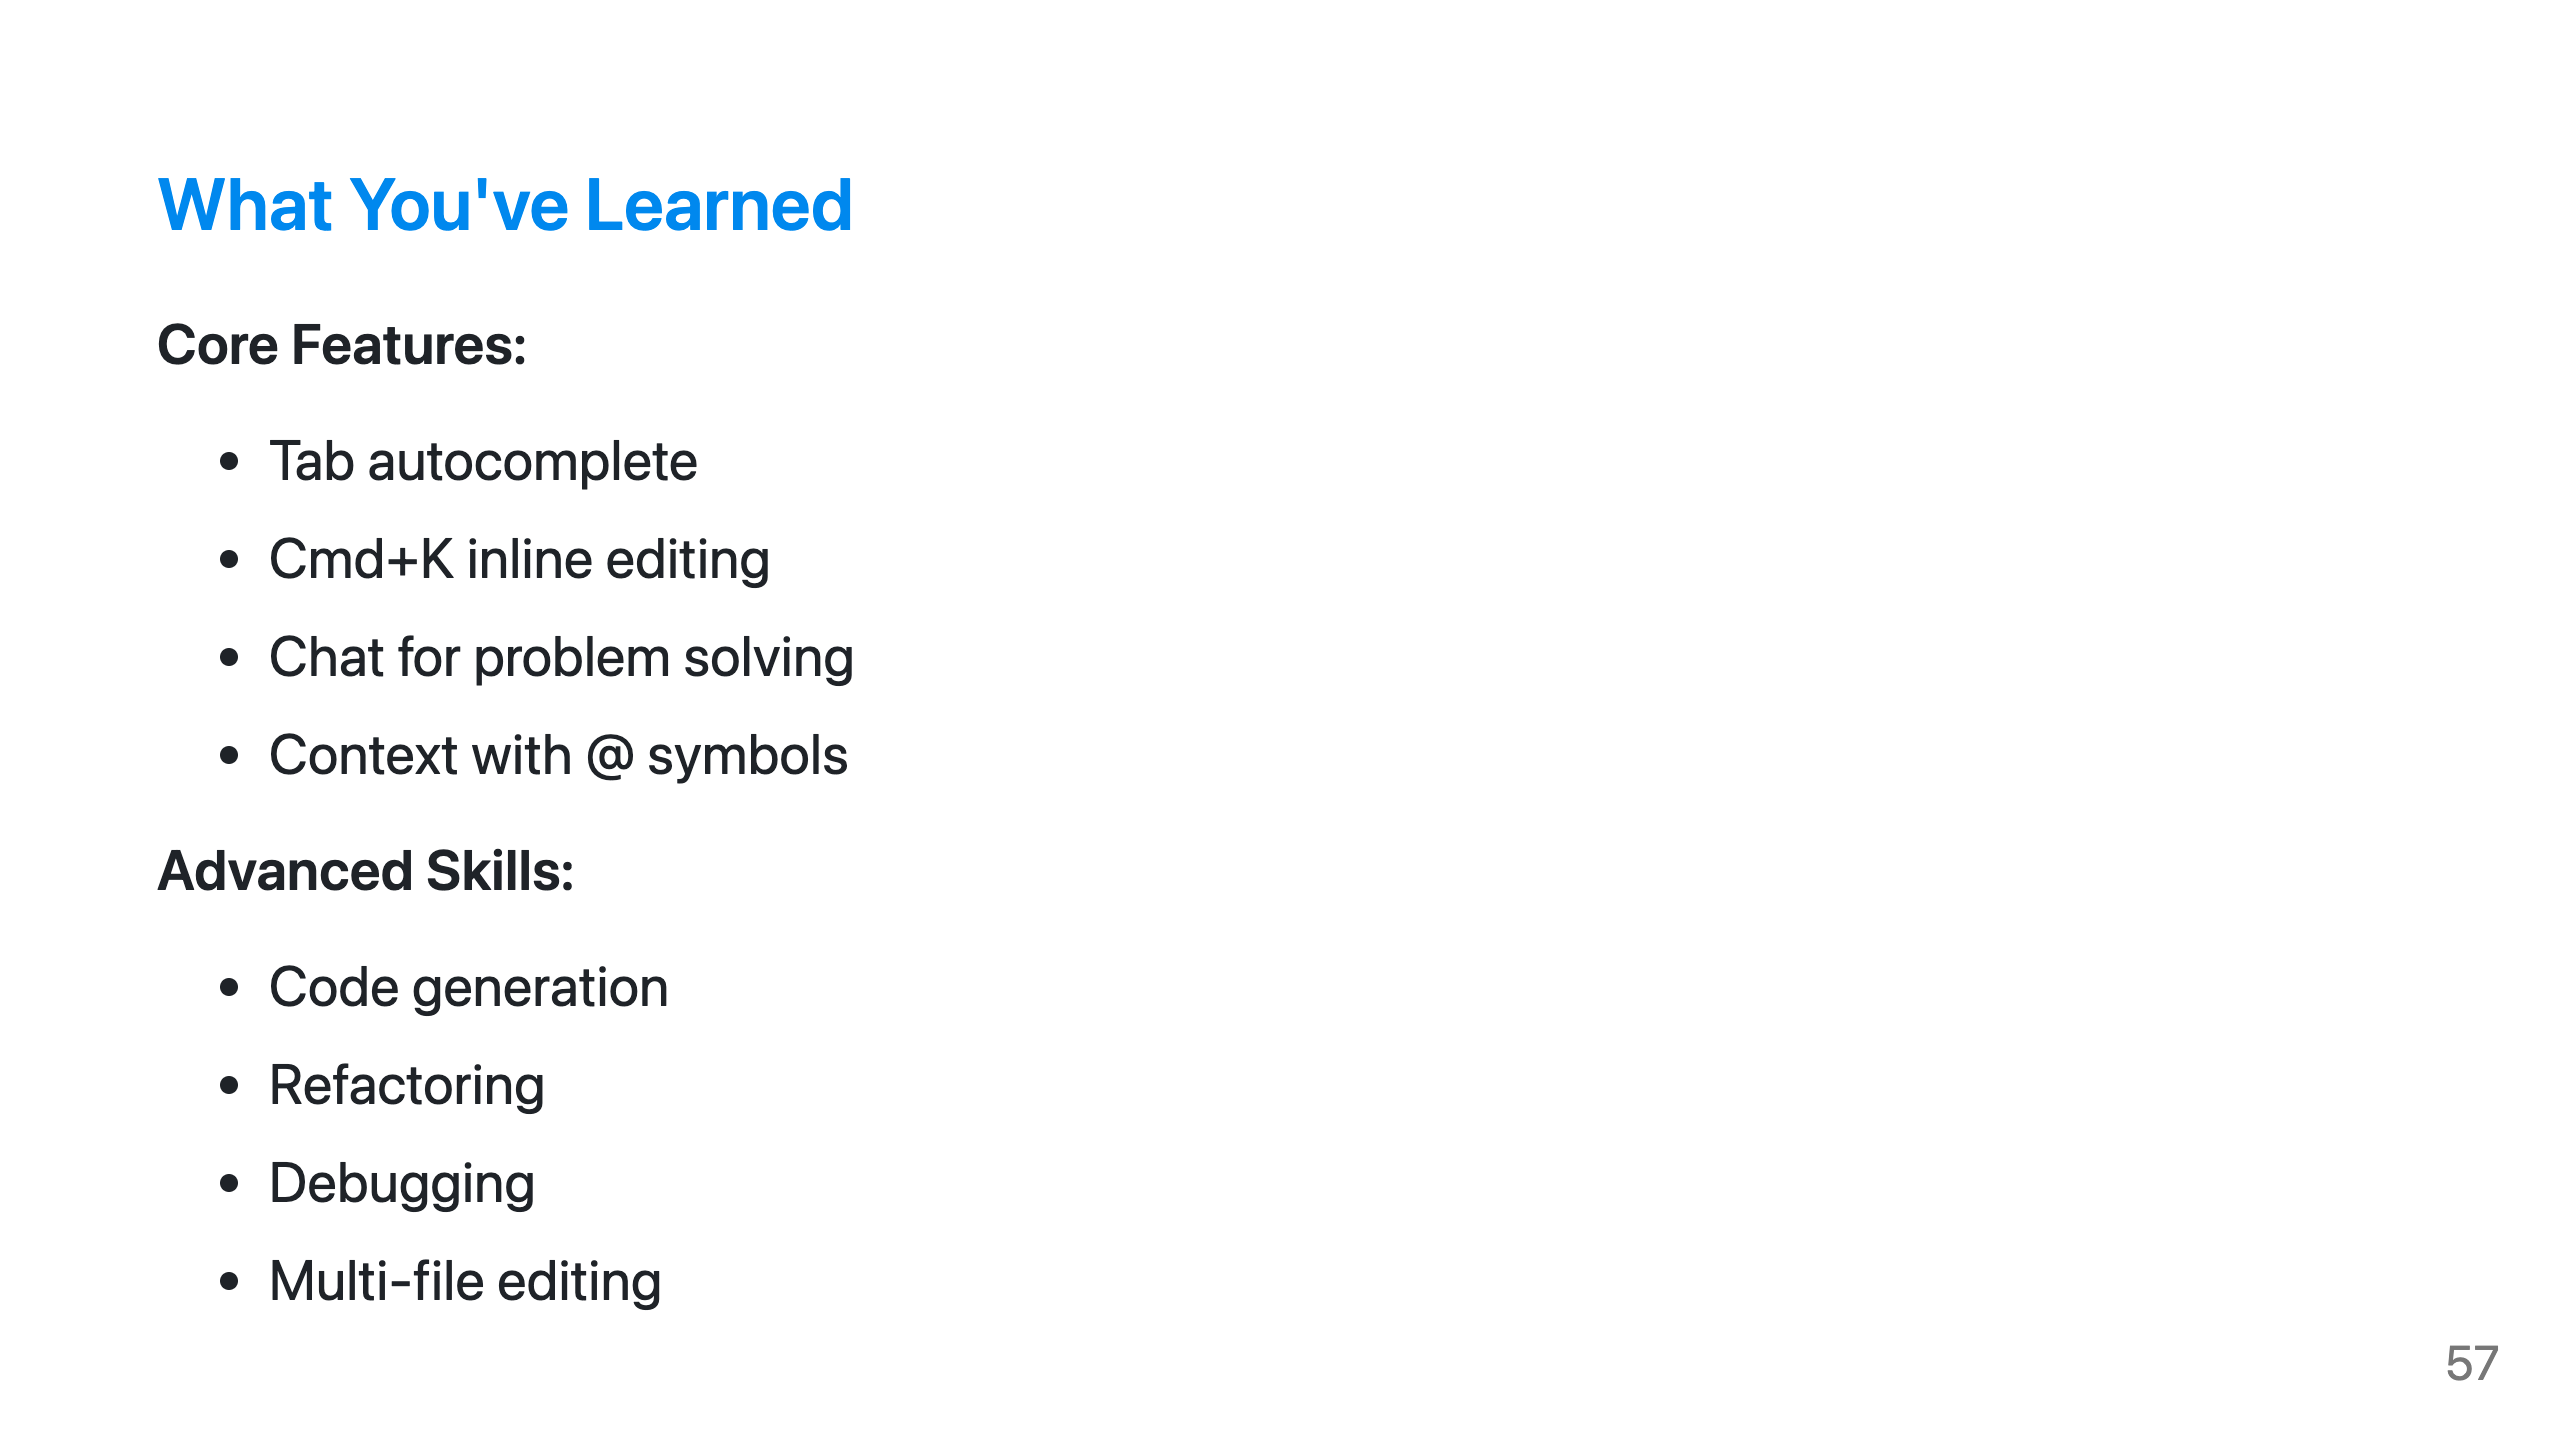 What You've Learned
Core Features:
• Tab autocomplete
• Cmd+K inline editing
• Chat for problem solving
• Context with @ symbols
Advanced Skills:
• Code generation
• Refactoring
• Debugging
• Multi-file editing
57